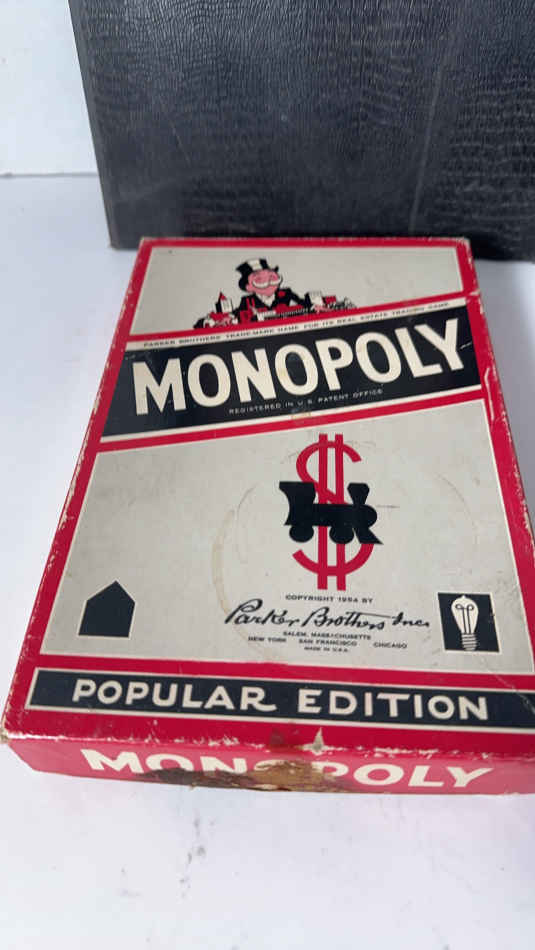 PARKER BROTHERS TRADE-MARK NAME FOR ITS REAL ESTATE TRADING GAME
MONOPOLY
REGISTERED IN U. S. PATENT OFFICE
$
COPYRIGHT 1954 BY
Parker Brothers Inc.
SALEM, MASSACHUSETTS
NEW YORK SAN FRANCISCO CHICAGO
MADE IN U.S.A.
POPULAR EDITION
MONOPOLY